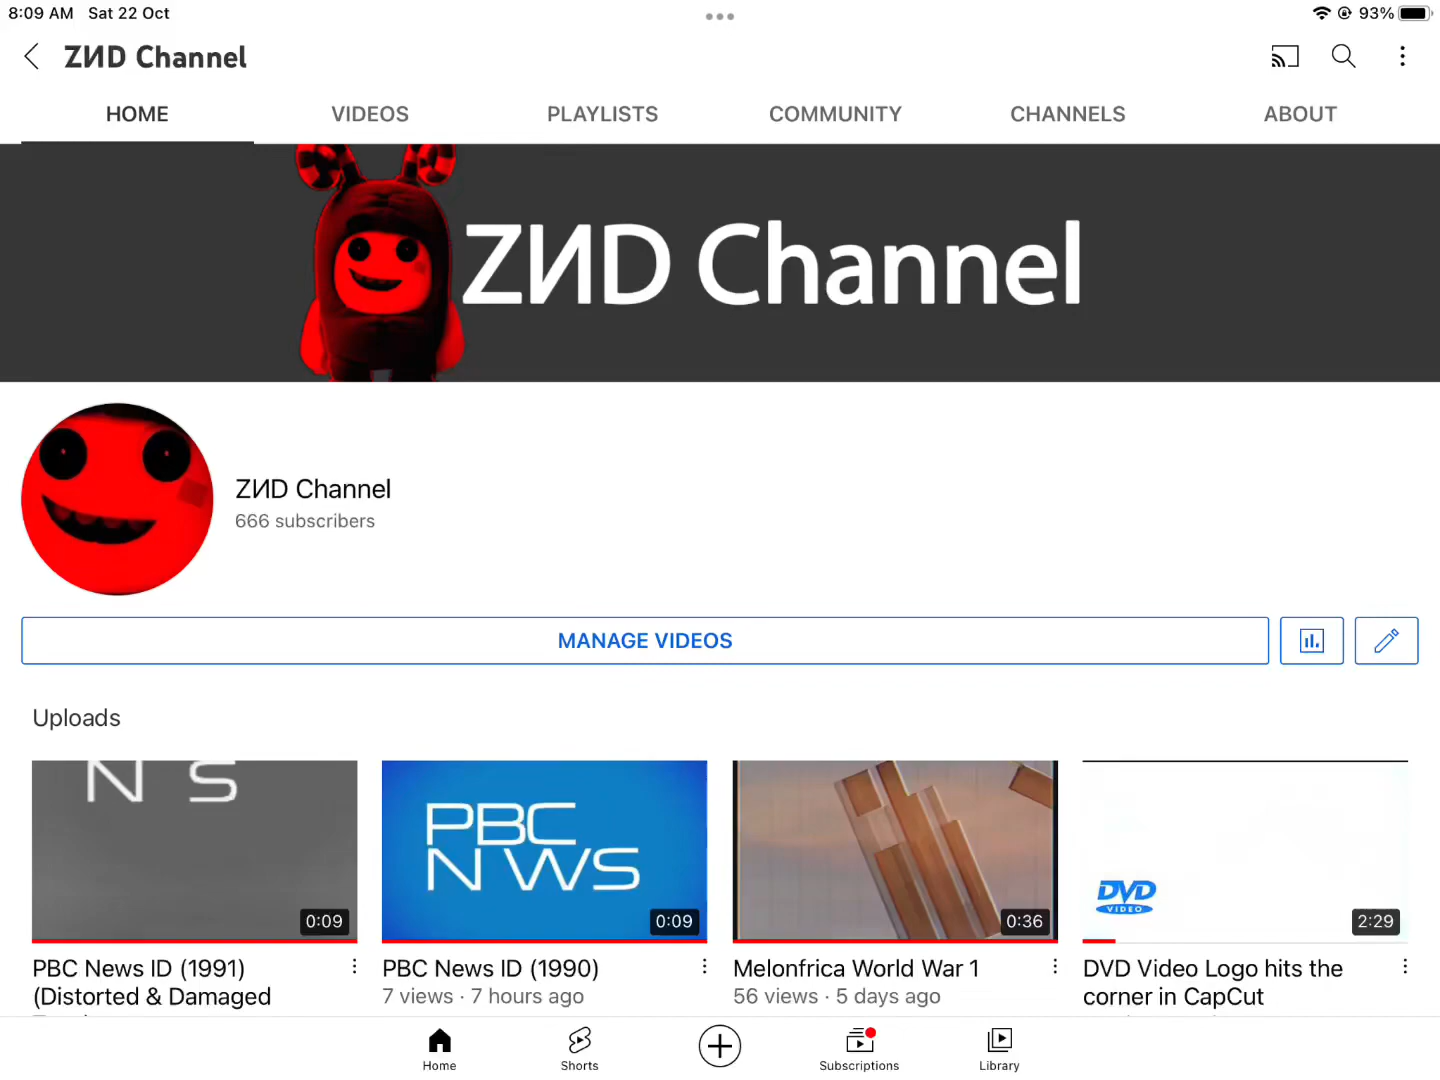 8:09 AM Sat 22 Oct
93%
ZИD Channel
HOME VIDEOS PLAYLISTS COMMUNITY CHANNELS ABOUT
ZИD Channel
ZИD Channel
666 subscribers
MANAGE VIDEOS
Uploads
N S
0:09
PBC
N WS
0:09
0:36
DVD
VIDEO
2:29
PBC News ID (1991)
(Distorted & Damaged
PBC News ID (1990)
7 views · 7 hours ago
Melonfrica World War 1
56 views · 5 days ago
DVD Video Logo hits the
corner in CapCut
Home Shorts Subscriptions Library